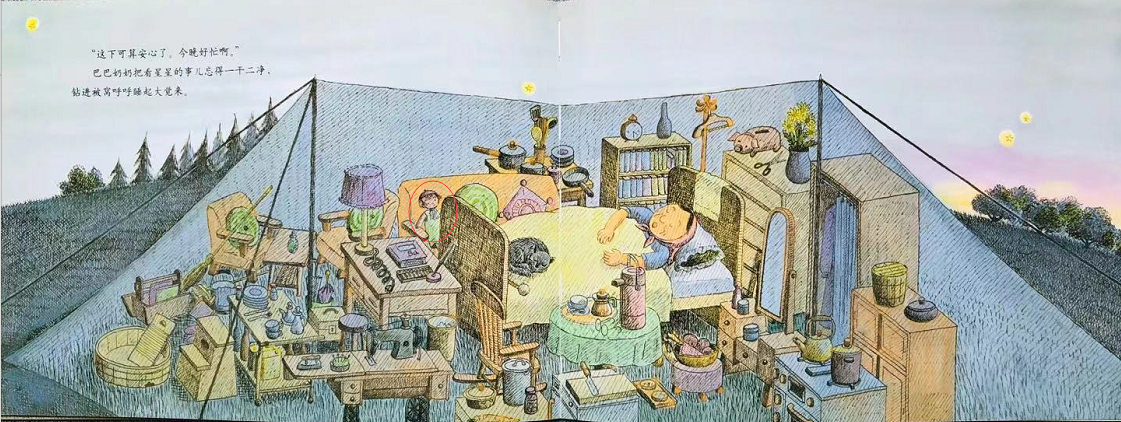 “这下可算安心了。今晚好忙啊。”
巴巴奶奶把看星星的事儿忘得一干二净，
钻进被窝呼呼睡起大觉来。